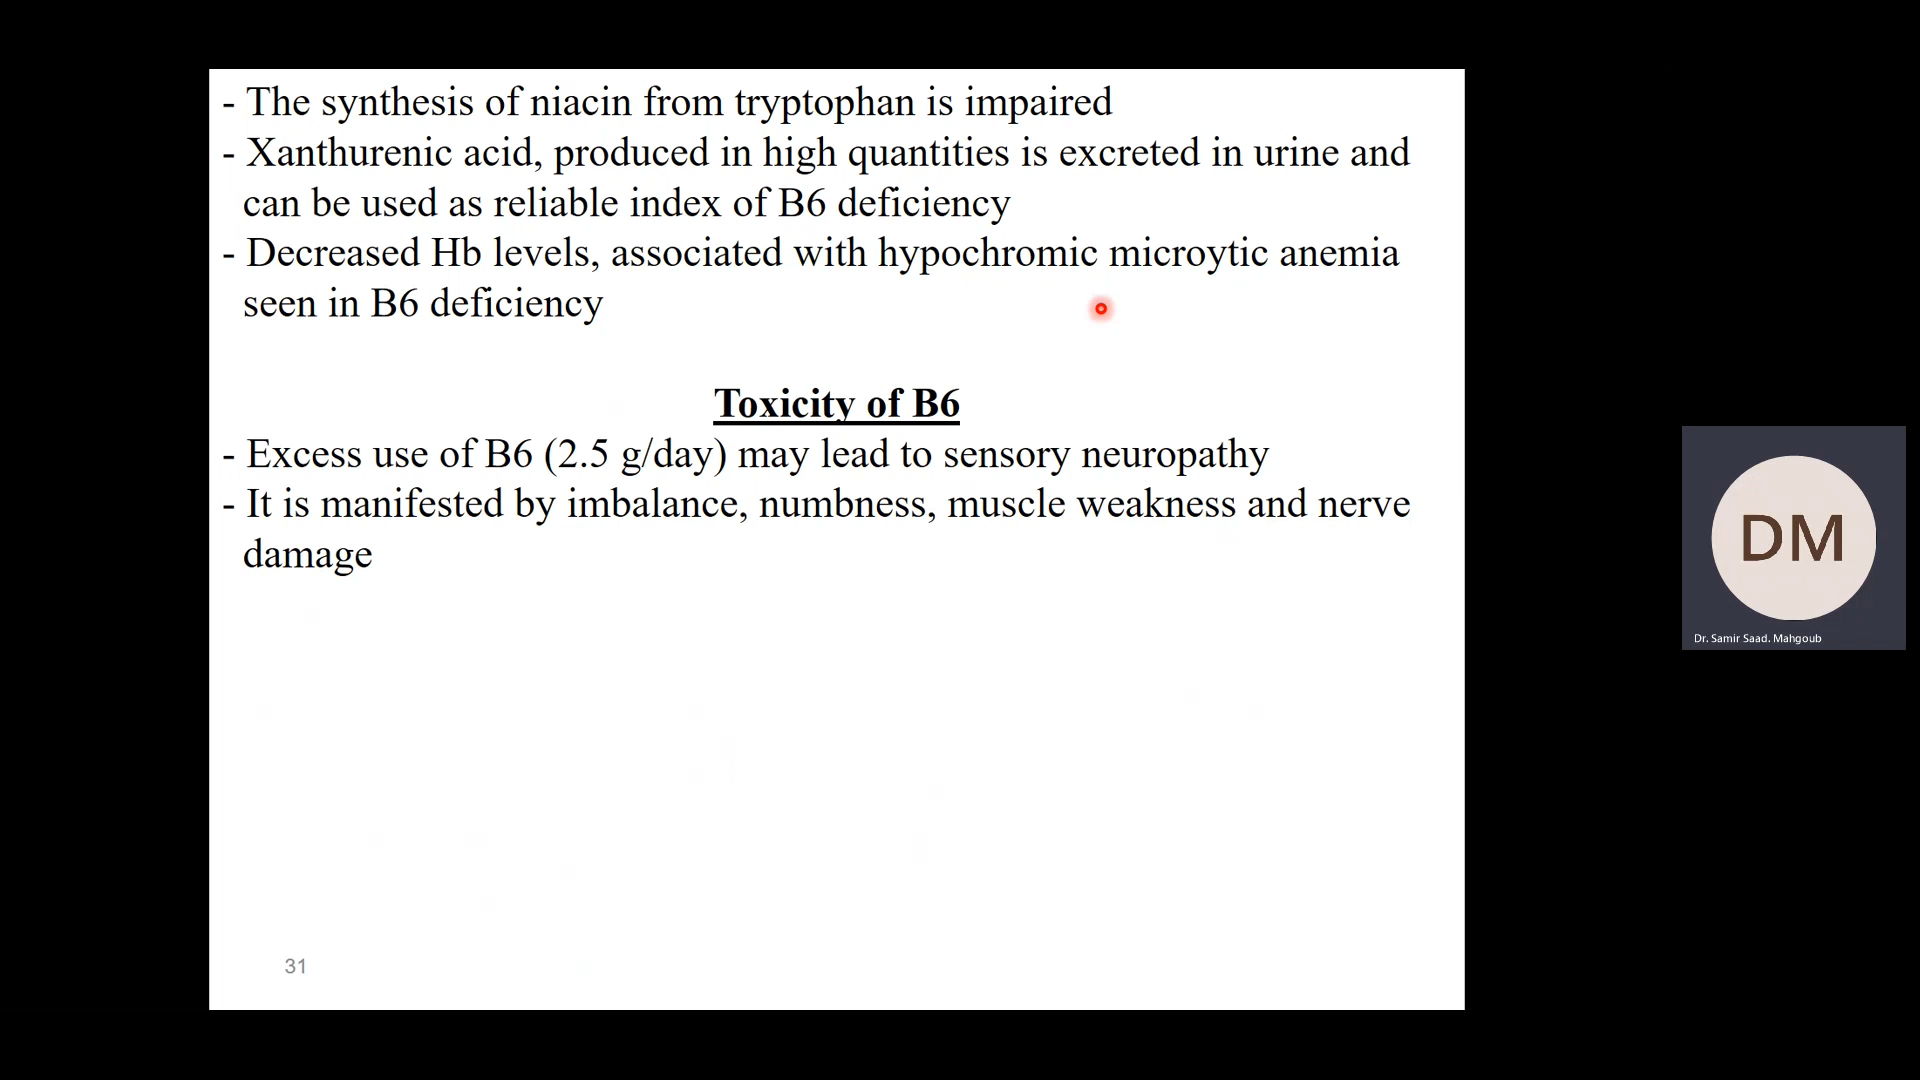 - The synthesis of niacin from tryptophan is impaired
- Xanthurenic acid, produced in high quantities is excreted in urine and
can be used as reliable index of B6 deficiency
- Decreased Hb levels, associated with hypochromic microytic anemia
seen in B6 deficiency
Toxicity of B6
- Excess use of B6 (2.5 g/day) may lead to sensory neuropathy
- It is manifested by imbalance, numbness, muscle weakness and nerve
damage
31
DM
Dr. Samir Saad. Mahgoub